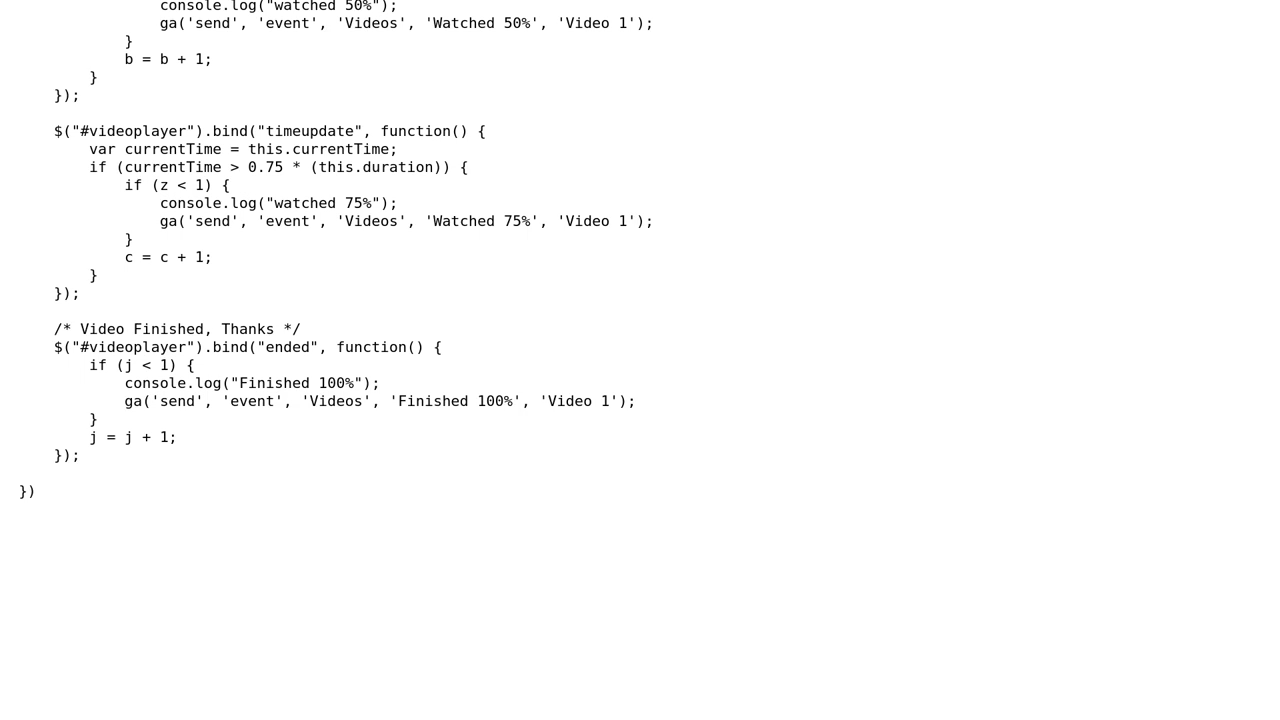 console.log("watched 50%");
ga('send', 'event', 'Videos', 'Watched 50%', 'Video 1');
}
b = b + 1;
}
});
$("#videoplayer").bind("timeupdate", function() {
var currentTime = this.currentTime;
if (currentTime > 0.75 * (this.duration)) {
if (z < 1) {
console.log("watched 75%");
ga('send', 'event', 'Videos', 'Watched 75%', 'Video 1');
}
c = c + 1;
}
});
/* Video Finished, Thanks */
$("#videoplayer").bind("ended", function() {
if (j < 1) {
console.log("Finished 100%");
ga('send', 'event', 'Videos', 'Finished 100%', 'Video 1');
}
j = j + 1;
});
})